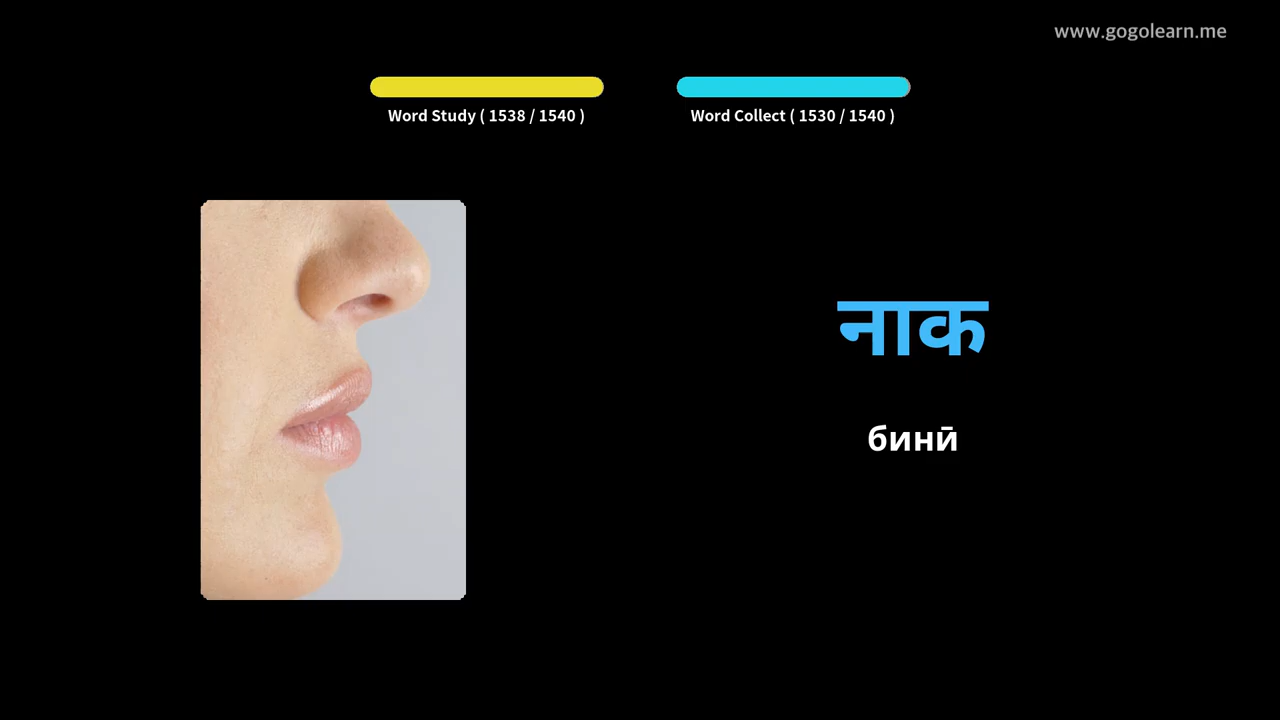 www.gogolearn.me
Word Study ( 1538 / 1540 )
Word Collect ( 1530 / 1540 )
नाक
бинӣ